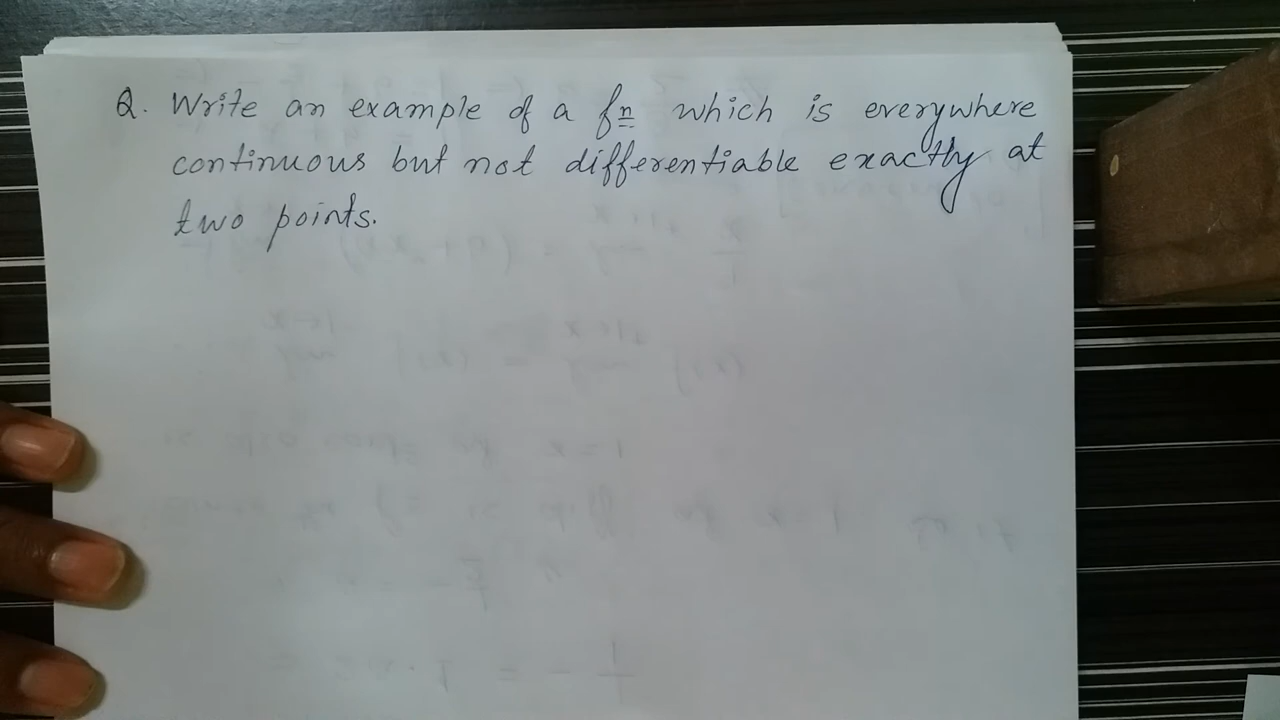 Q. Write an example of a fn which is everywhere
continuous but not differentiable exactly at
two points.